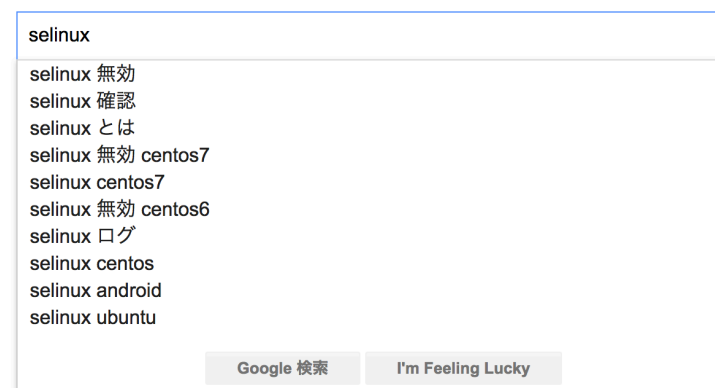 selinux
selinux 無効
selinux 確認
selinux とは
selinux 無効 centos7
selinux centos7
selinux 無効 centos6
selinux ログ
selinux centos
selinux android
selinux ubuntu
Google 検索 I'm Feeling Lucky